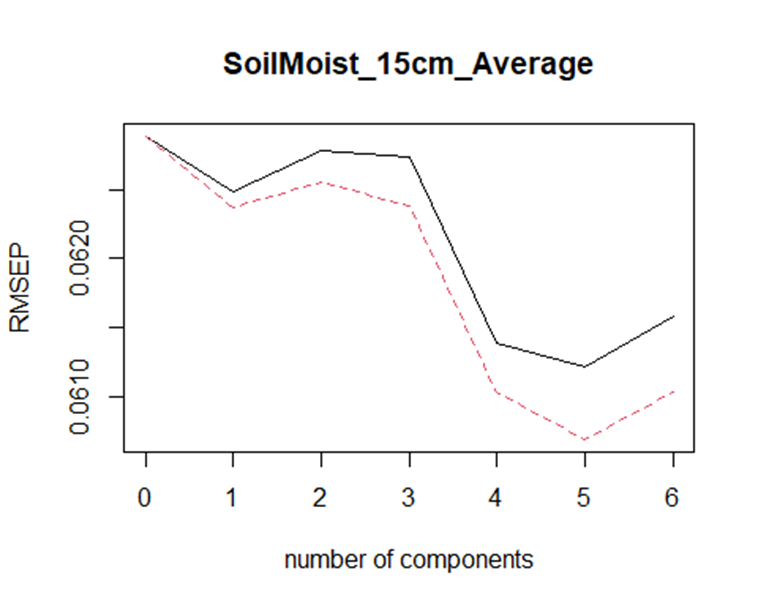 SoilMoist_15cm_Average
RMSEP
0.0620
0.0610
0 1 2 3 4 5 6
number of components